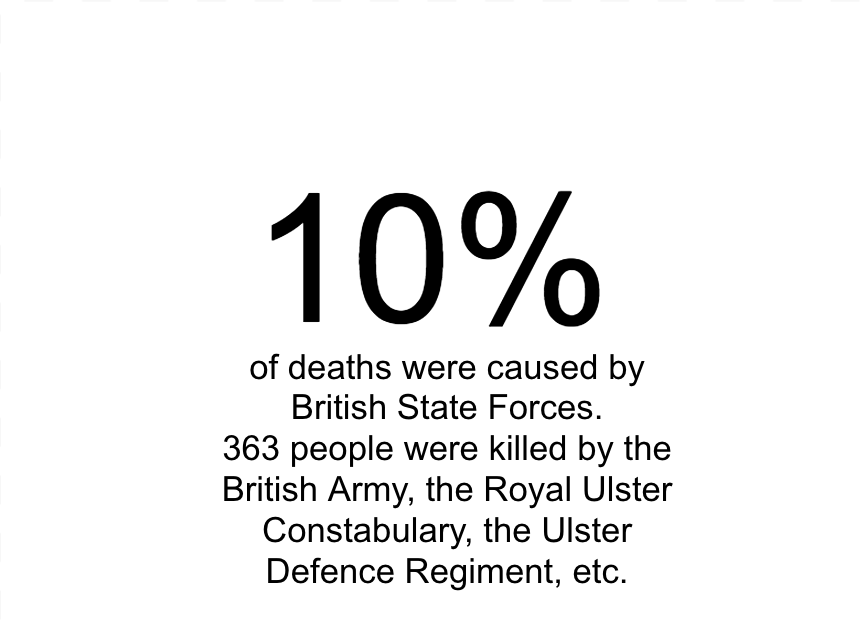 10%
of deaths were caused by
British State Forces.
363 people were killed by the
British Army, the Royal Ulster
Constabulary, the Ulster
Defence Regiment, etc.